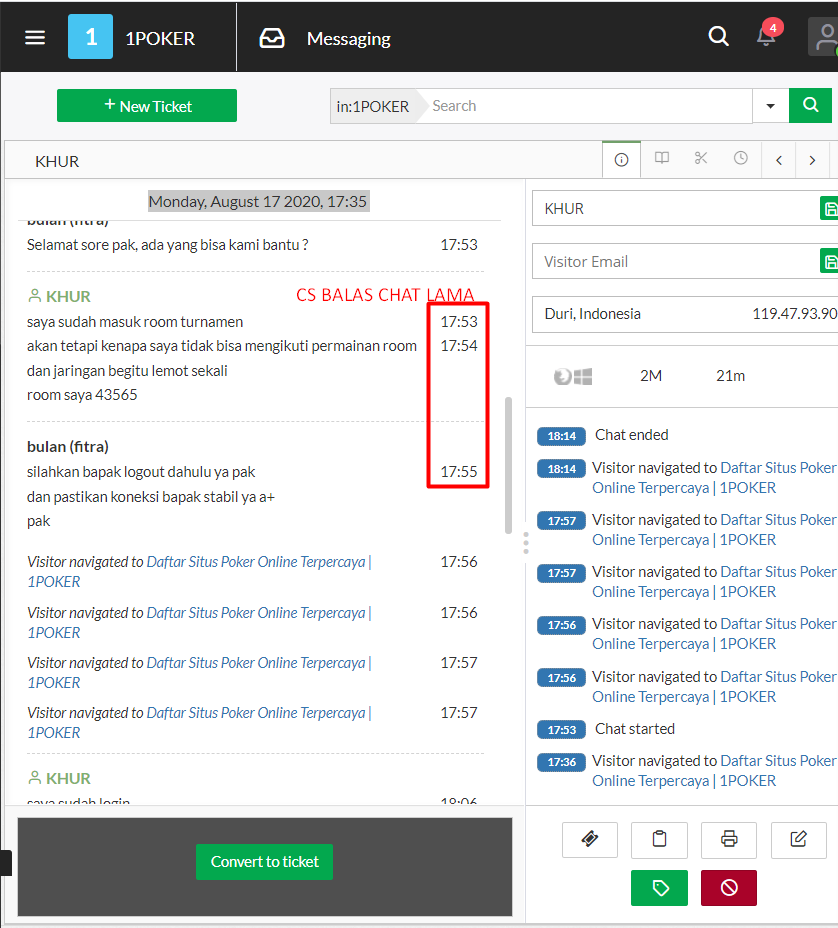 1 1POKER
Messaging
4
+ New Ticket
in:1POKER
Search
KHUR
Monday, August 17 2020, 17:35
bulan (fitra)
Selamat sore pak, ada yang bisa kami bantu ? 17:53
KHUR
CS BALAS CHAT LAMA
saya sudah masuk room turnamen 17:53
akan tetapi kenapa saya tidak bisa mengikuti permainan room 17:54
dan jaringan begitu lemot sekali
room saya 43565
bulan (fitra)
silahkan bapak logout dahulu ya pak 17:55
dan pastikan koneksi bapak stabil ya a+
pak
Visitor navigated to Daftar Situs Poker Online Terpercaya | 17:56
1POKER
Visitor navigated to Daftar Situs Poker Online Terpercaya | 17:56
1POKER
Visitor navigated to Daftar Situs Poker Online Terpercaya | 17:57
1POKER
Visitor navigated to Daftar Situs Poker Online Terpercaya | 17:57
1POKER
KHUR
saya sudah login 18:06
Convert to ticket
KHUR
Visitor Email
Duri, Indonesia 119.47.93.90
2M 21m
18:14 Chat ended
18:14 Visitor navigated to Daftar Situs Poker
Online Terpercaya | 1POKER
17:57 Visitor navigated to Daftar Situs Poker
Online Terpercaya | 1POKER
17:57 Visitor navigated to Daftar Situs Poker
Online Terpercaya | 1POKER
17:56 Visitor navigated to Daftar Situs Poker
Online Terpercaya | 1POKER
17:56 Visitor navigated to Daftar Situs Poker
Online Terpercaya | 1POKER
17:53 Chat started
17:36 Visitor navigated to Daftar Situs Poker
Online Terpercaya | 1POKER